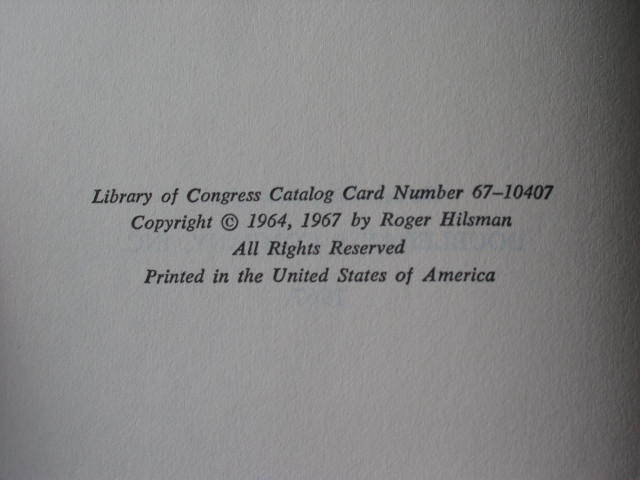 Library of Congress Catalog Card Number 67–10407
Copyright © 1964, 1967 by Roger Hilsman
All Rights Reserved
Printed in the United States of America